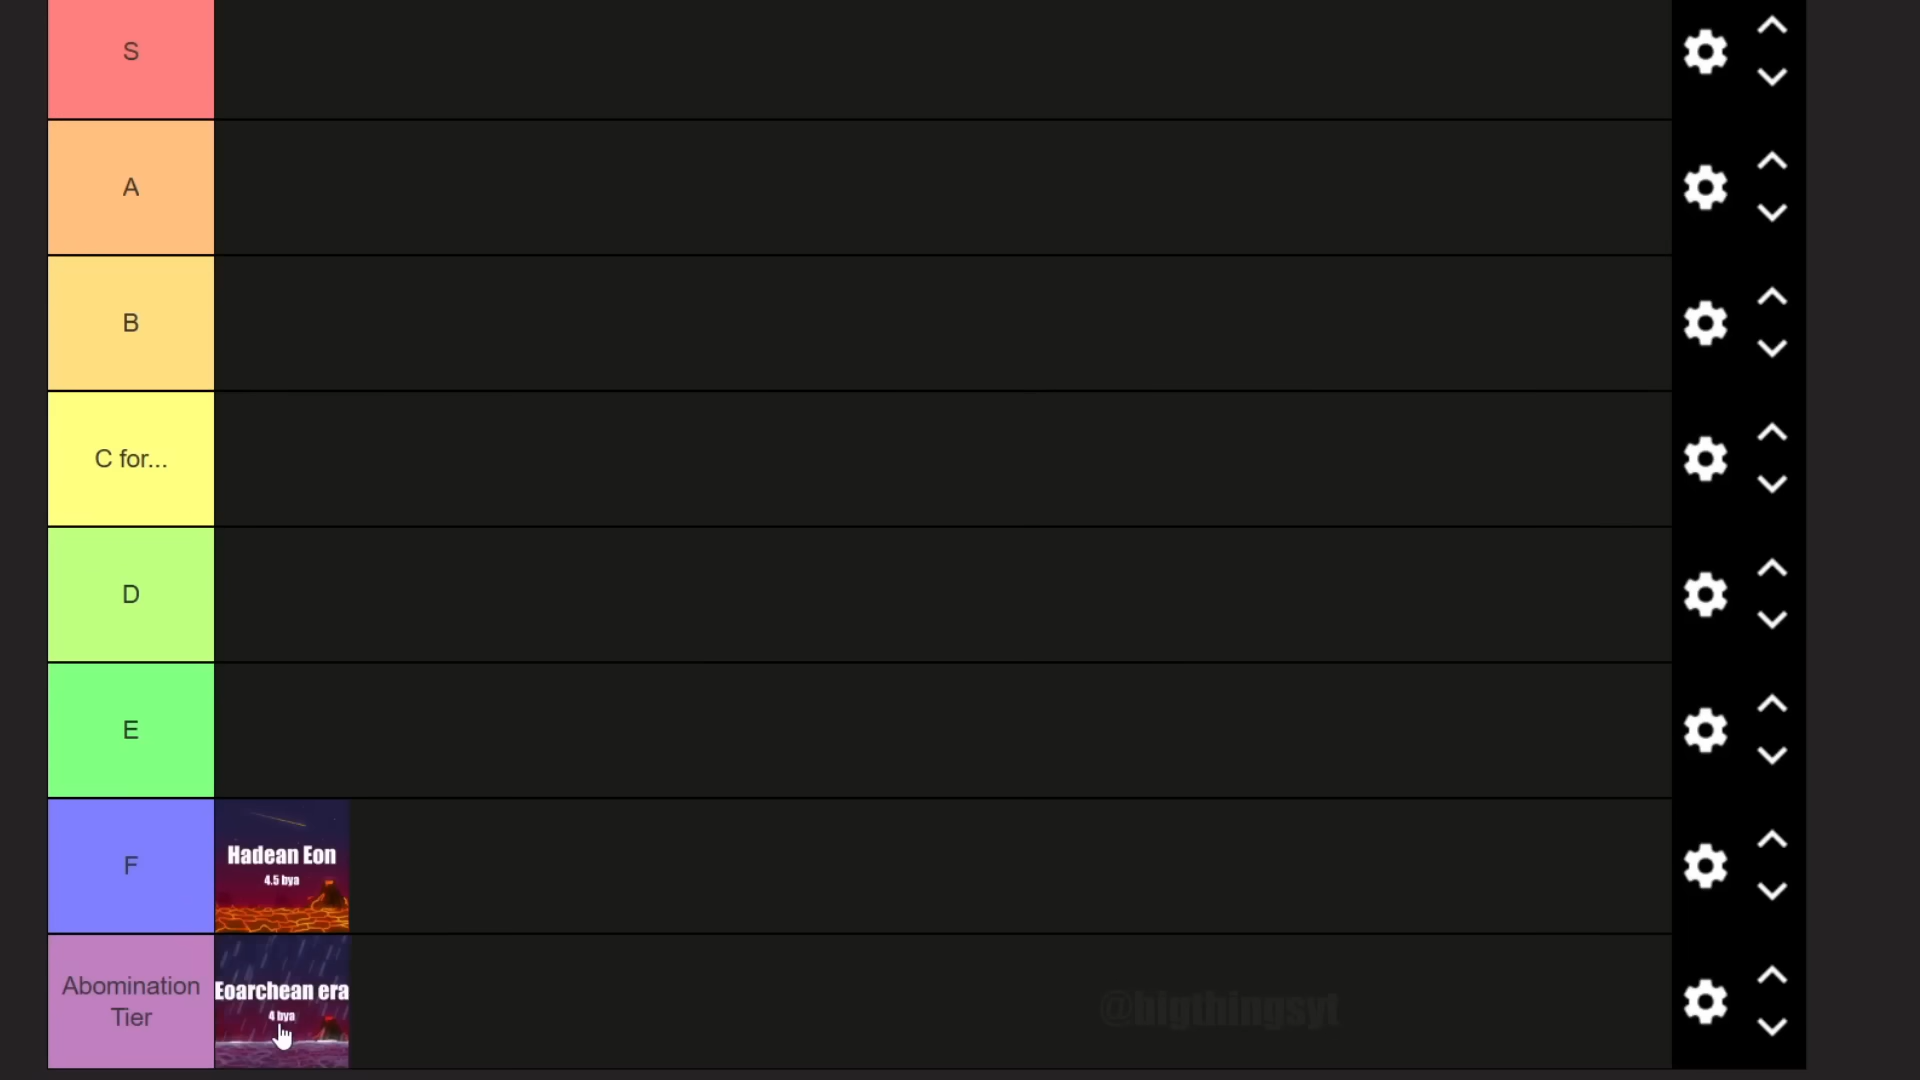 S
A
B
C for...
D
E
F
Hadean Eon
4.5 bya
Abomination
Tier
Eoarchean era
4 bya
@bigthingsyt